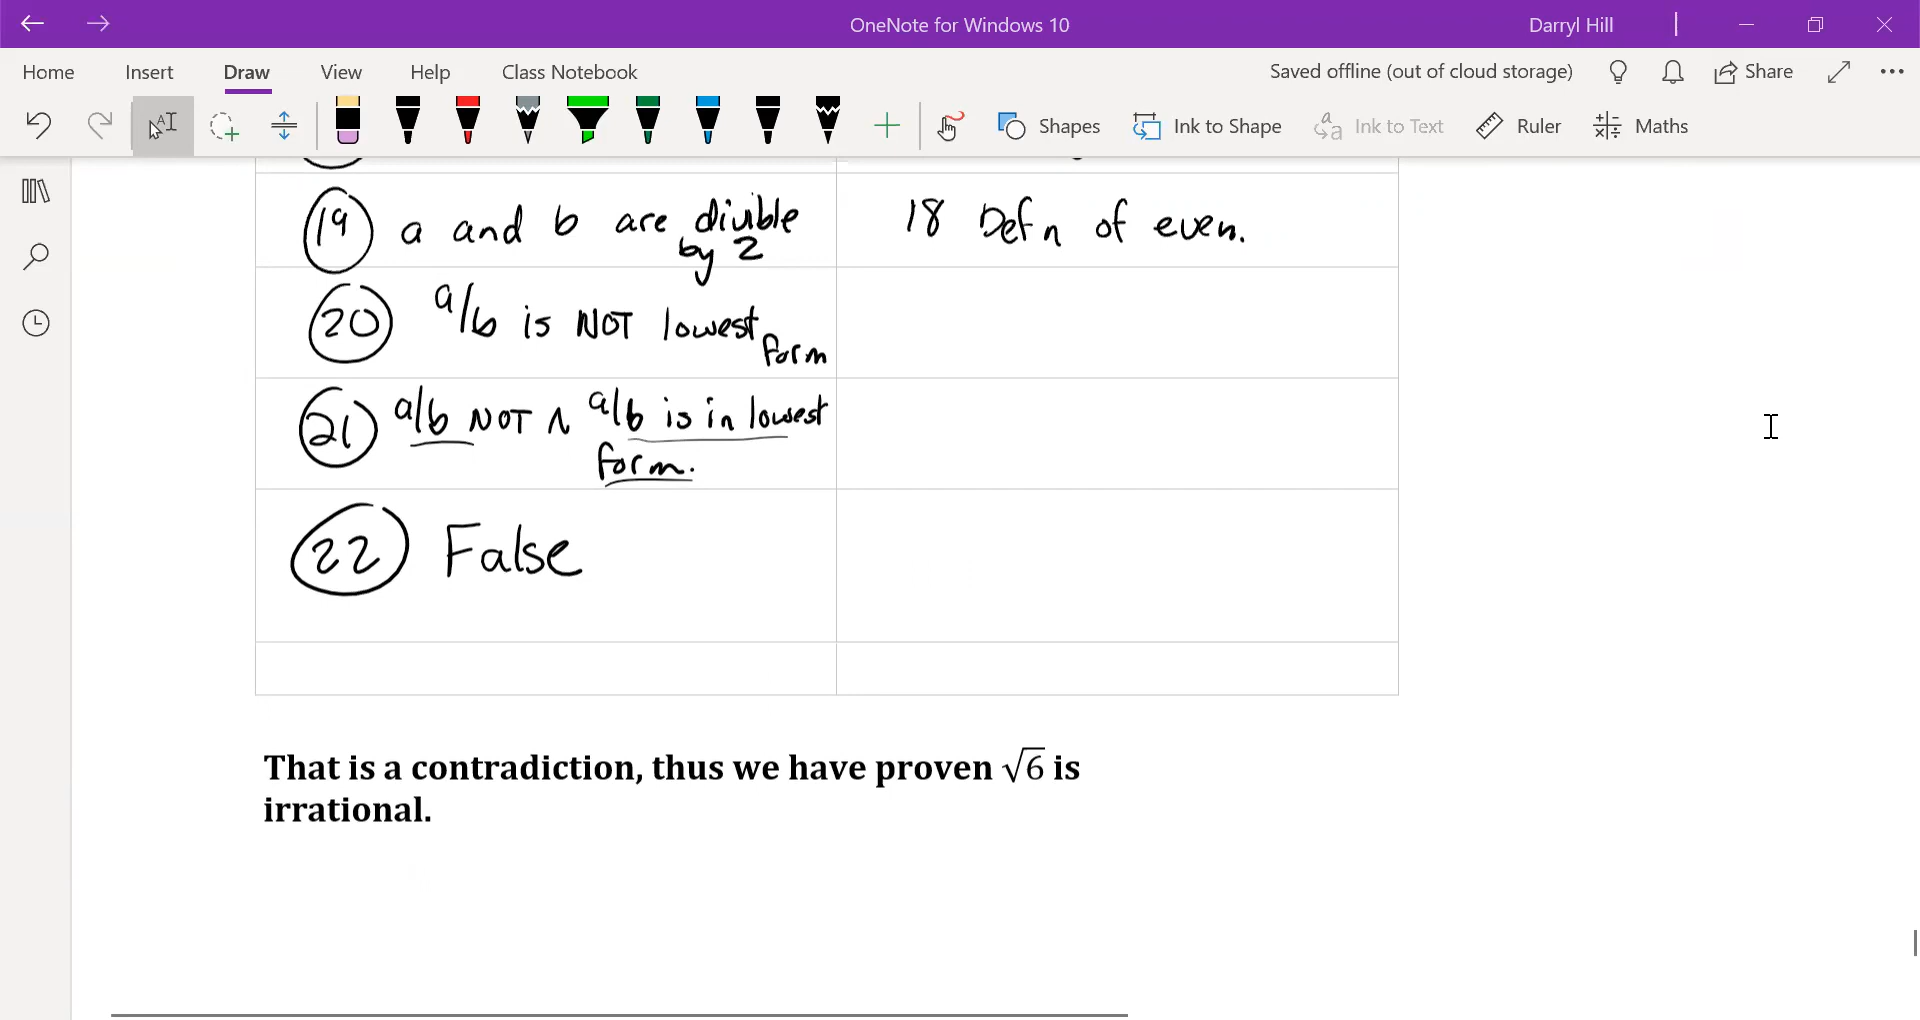 OneNote for Windows 10
Darryl Hill
Home Insert Draw View Help Class Notebook
Saved offline (out of cloud storage) Share
Shapes Ink to Shape Ink to Text Ruler Maths
19 a and b are divible
by 2
18 Defn of even.
20 a/b is NOT lowest
form
21 a/b NOT ∧ a/b is in lowest
form.
22 False
That is a contradiction, thus we have proven √6 is
irrational.